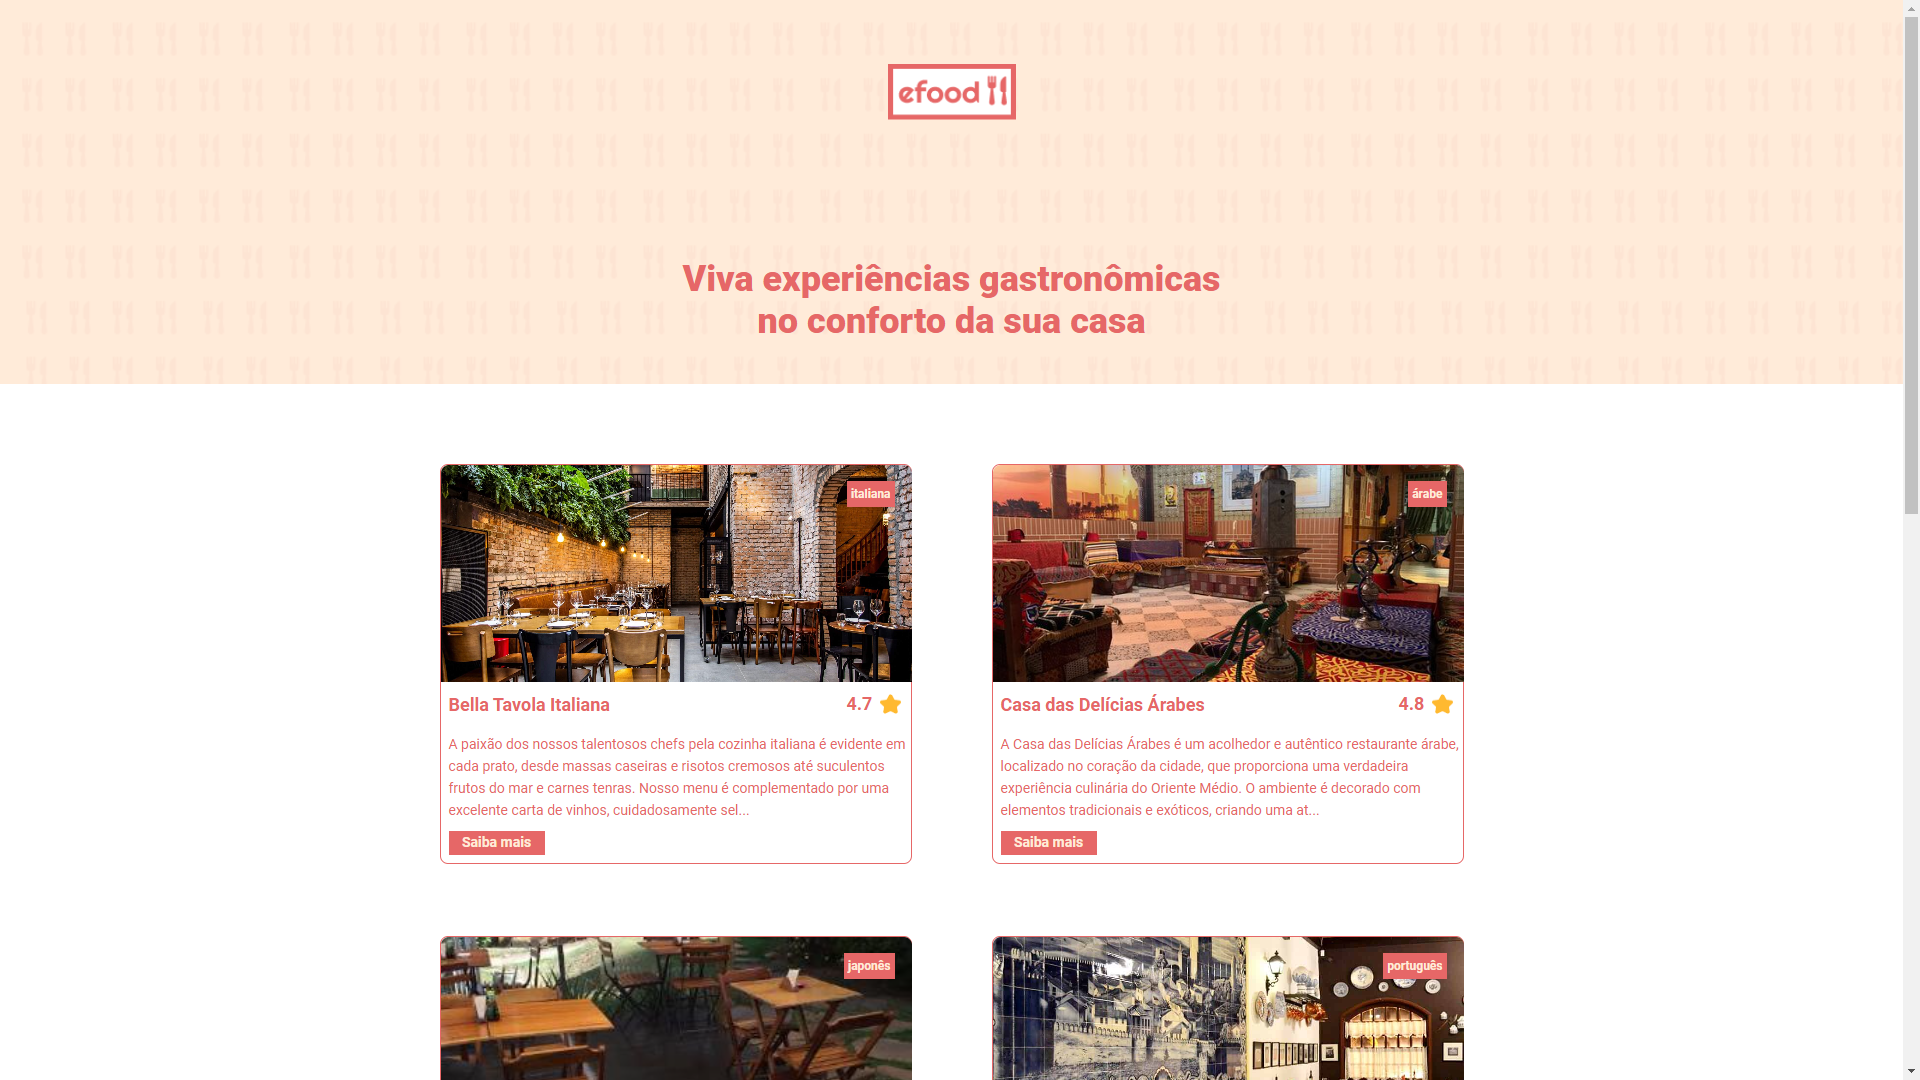 efood
Viva experiências gastronômicas
no conforto da sua casa
italiana
Bella Tavola Italiana
4.7
A paixão dos nossos talentosos chefs pela cozinha italiana é evidente em
cada prato, desde massas caseiras e risotos cremosos até suculentos
frutos do mar e carnes tenras. Nosso menu é complementado por uma
excelente carta de vinhos, cuidadosamente sel...
Saiba mais
árabe
Casa das Delícias Árabes
4.8
A Casa das Delícias Árabes é um acolhedor e autêntico restaurante árabe,
localizado no coração da cidade, que proporciona uma verdadeira
experiência culinária do Oriente Médio. O ambiente é decorado com
elementos tradicionais e exóticos, criando uma at...
Saiba mais
japonês
português